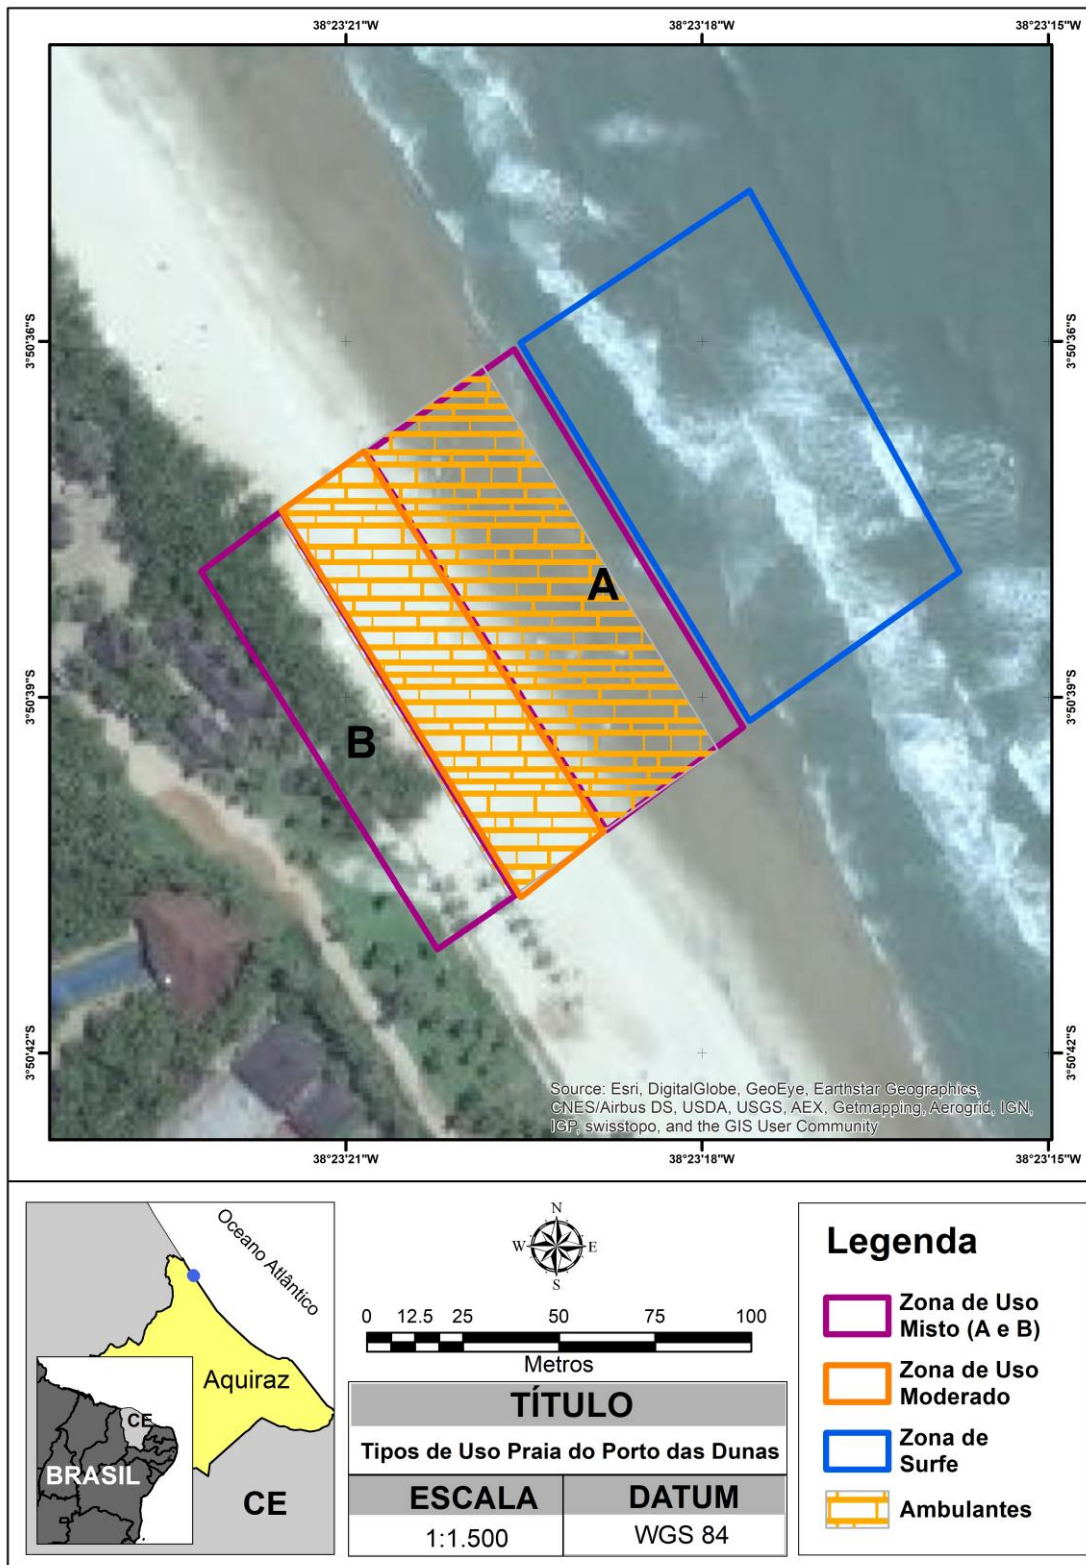 38°23'21"W
38°23'18"W
38°23'15"W
3°50'36"S
3°50'36"S
A
3°50'39"S
3°50'39"S
B
3°50'42"S
3°50'42"S
Source: Esri, DigitalGlobe, GeoEye, Earthstar Geographics,
CNES/Airbus DS, USDA, USGS, AEX, Getmapping, Aerogrid, IGN,
IGP, swisstopo, and the GIS User Community
38°23'21"W
38°23'18"W
38°23'15"W
Oceano Atlântico
Aquiraz
CE
BRASIL
CE
N
W
E
S
0 12.5 25 50 75 100
Metros
TÍTULO
Tipos de Uso Praia do Porto das Dunas
ESCALA
DATUM
1:1.500
WGS 84
Legenda
Zona de Uso
Misto (A e B)
Zona de Uso
Moderado
Zona de
Surfe
Ambulantes